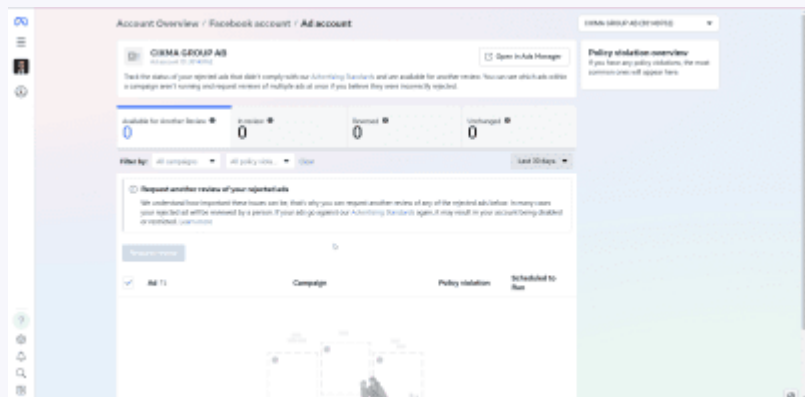 Account Overview / Facebook account / Ad account
CIXMA GROUP AB
Open in Ads Manager
Track the status of your rejected ads that didn't comply with our Advertising Standards and are available for another review. You can see which ads within
a campaign aren't running and request reviews of multiple ads at once if you believe they were incorrectly rejected.
Policy violation overview
If you have any policy violations, the most
common ones will appear here.
Available for Another Review
0
In review
0
Reversed
0
Unchanged
0
Filter by:
All campaigns
All policy viola...
Clear
Last 30 days
Request another review of your rejected ads
We understand how important these issues can be, that's why you can request another review of any of the rejected ads below. In many cases
your rejected ad will be reviewed by a person. If your ads go against our Advertising Standards again, it may result in your account being disabled
or restricted. Learn more
Request review
Ad
Campaign
Policy violation
Scheduled to
Run